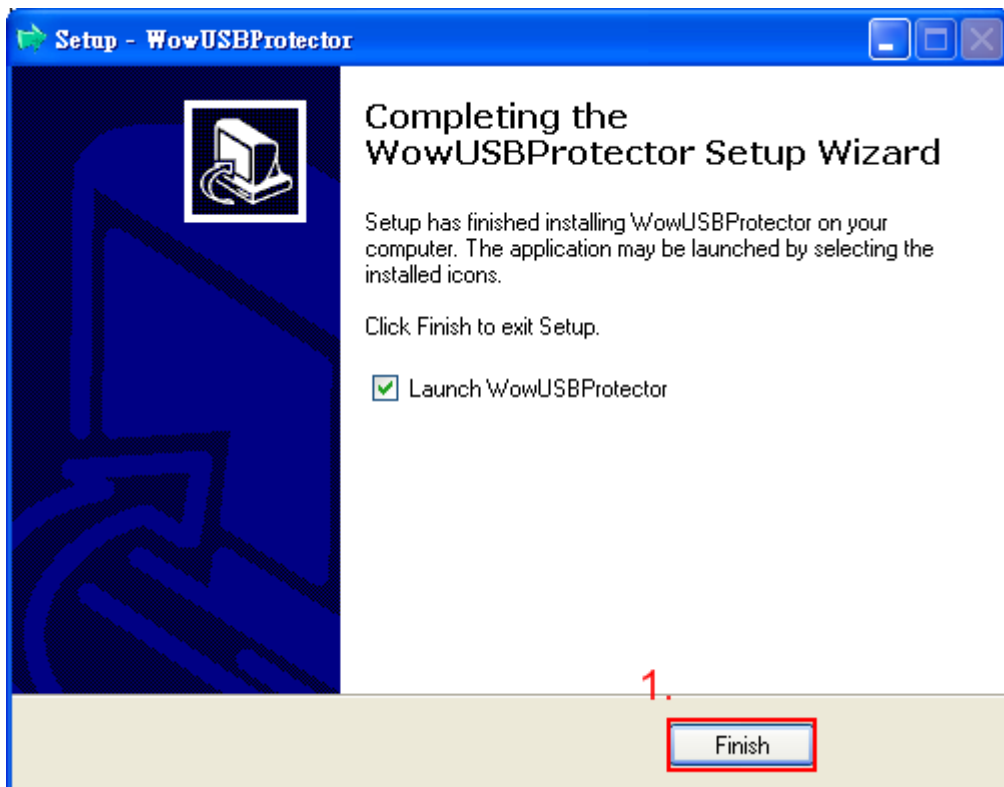 Setup - WowUSBProtector
Completing the
WowUSBProtector Setup Wizard
Setup has finished installing WowUSBProtector on your
computer. The application may be launched by selecting the
installed icons.
Click Finish to exit Setup.
Launch WowUSBProtector
1.
Finish